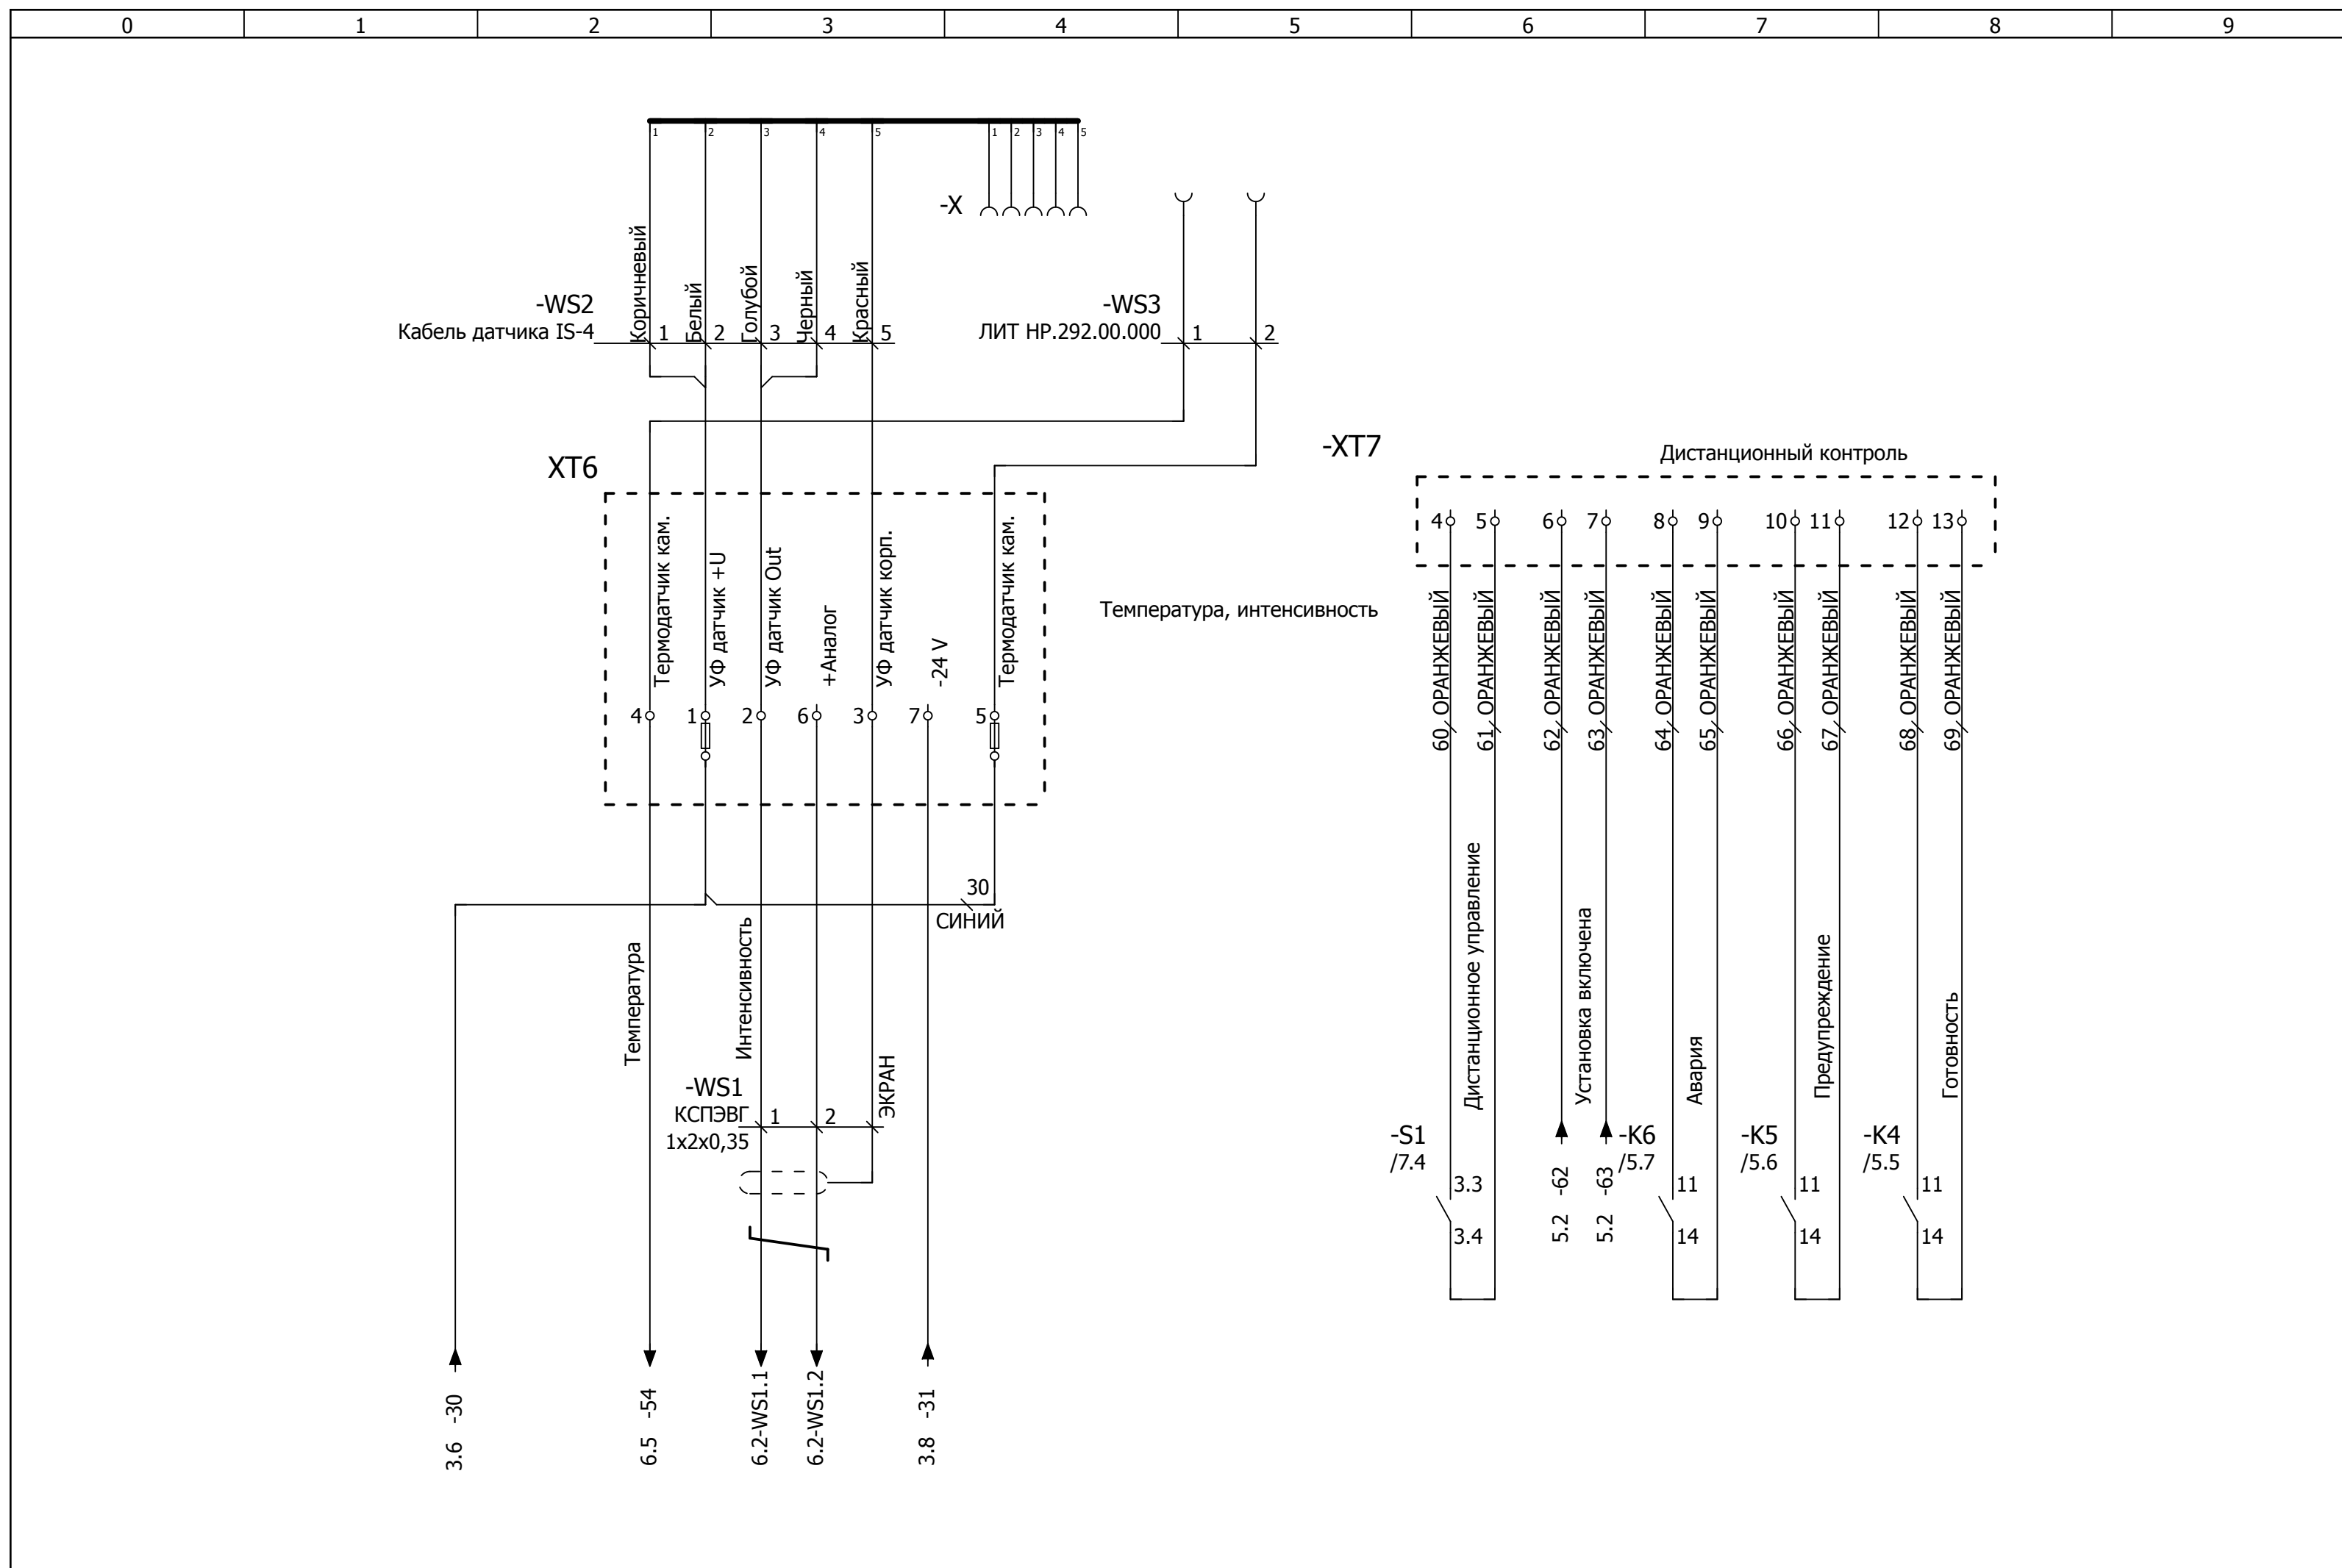 0 1 2 3 4 5 6 7 8 9
1 2 3 4 5 1 2 3 4 5
-X
Коричневый
Белый
Голубой
Черный
Красный
-WS2
Кабель датчика IS-4
1 2 3 4 5
-WS3
ЛИТ НР.292.00.000
1 2
XT6
Термодатчик кам.
УФ датчик +U
УФ датчик Out
+Аналог
УФ датчик корп.
-24 V
Термодатчик кам.
4 1 2 6 3 7 5
30
СИНИЙ
Температура
Интенсивность
ЭКРАН
-WS1
КСПЭВГ
1x2x0,35
1 2
3.6 -30
6.5 -54
6.2-WS1.1
6.2-WS1.2
3.8 -31
Температура, интенсивность
-XT7
Дистанционный контроль
4 5 6 7 8 9 10 11 12 13
60 ОРАНЖЕВЫЙ
61 ОРАНЖЕВЫЙ
62 ОРАНЖЕВЫЙ
63 ОРАНЖЕВЫЙ
64 ОРАНЖЕВЫЙ
65 ОРАНЖЕВЫЙ
66 ОРАНЖЕВЫЙ
67 ОРАНЖЕВЫЙ
68 ОРАНЖЕВЫЙ
69 ОРАНЖЕВЫЙ
Дистанционное управление
Установка включена
Авария
Предупреждение
Готовность
-S1
/7.4
3.3
3.4
5.2 -62
5.2 -63
-K6
/5.7
11
14
-K5
/5.6
11
14
-K4
/5.5
11
14